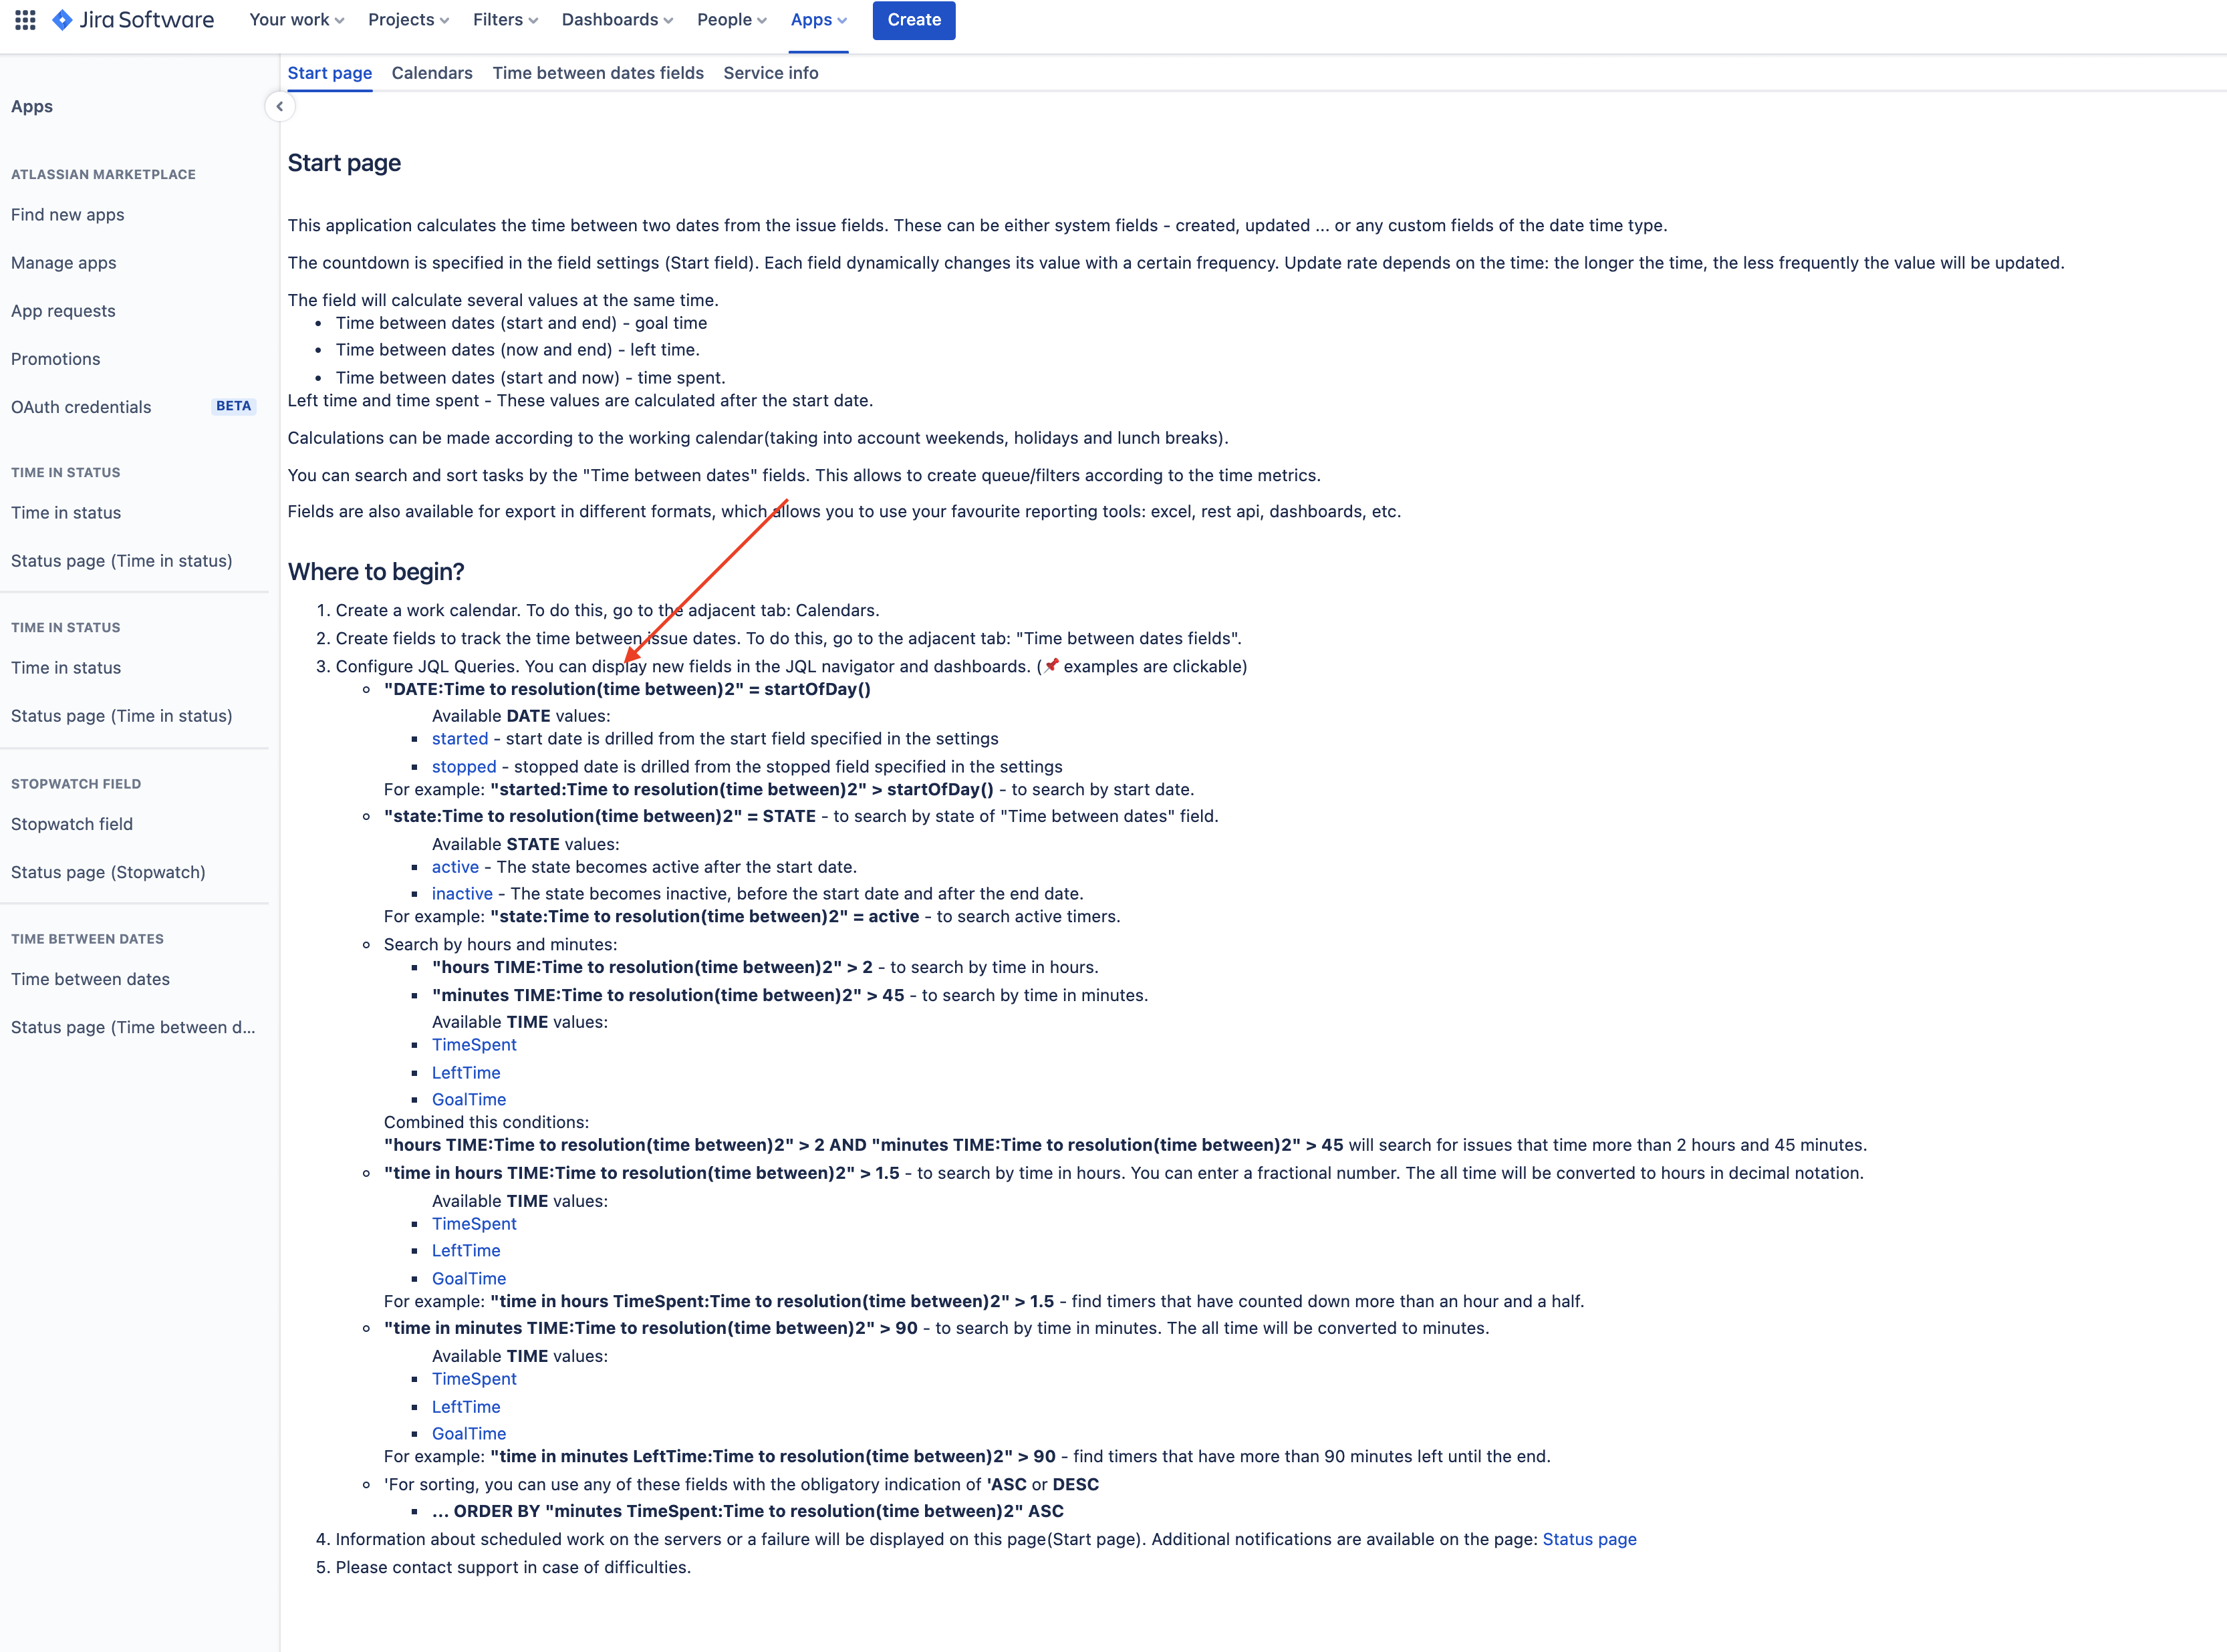 Jira Software Your work Projects Filters Dashboards People Apps Create
Start page Calendars Time between dates fields Service info
Apps
ATLASSIAN MARKETPLACE
Find new apps
Manage apps
App requests
Promotions
OAuth credentials BETA
TIME IN STATUS
Time in status
Status page (Time in status)
TIME IN STATUS
Time in status
Status page (Time in status)
STOPWATCH FIELD
Stopwatch field
Status page (Stopwatch)
TIME BETWEEN DATES
Time between dates
Status page (Time between d...
Start page
This application calculates the time between two dates from the issue fields. These can be either system fields - created, updated ... or any custom fields of the date time type.
The countdown is specified in the field settings (Start field). Each field dynamically changes its value with a certain frequency. Update rate depends on the time: the longer the time, the less frequently the value will be updated.
The field will calculate several values at the same time.
• Time between dates (start and end) - goal time
• Time between dates (now and end) - left time.
• Time between dates (start and now) - time spent.
Left time and time spent - These values are calculated after the start date.
Calculations can be made according to the working calendar(taking into account weekends, holidays and lunch breaks).
You can search and sort tasks by the "Time between dates" fields. This allows to create queue/filters according to the time metrics.
Fields are also available for export in different formats, which allows you to use your favourite reporting tools: excel, rest api, dashboards, etc.
Where to begin?
1. Create a work calendar. To do this, go to the adjacent tab: Calendars.
2. Create fields to track the time between issue dates. To do this, go to the adjacent tab: "Time between dates fields".
3. Configure JQL Queries. You can display new fields in the JQL navigator and dashboards. (📌 examples are clickable)
"DATE:Time to resolution(time between)2" = startOfDay()
Available DATE values:
started - start date is drilled from the start field specified in the settings
stopped - stopped date is drilled from the stopped field specified in the settings
For example: "started:Time to resolution(time between)2" > startOfDay() - to search by start date.
"state:Time to resolution(time between)2" = STATE - to search by state of "Time between dates" field.
Available STATE values:
active - The state becomes active after the start date.
inactive - The state becomes inactive, before the start date and after the end date.
For example: "state:Time to resolution(time between)2" = active - to search active timers.
Search by hours and minutes:
"hours TIME:Time to resolution(time between)2" > 2 - to search by time in hours.
"minutes TIME:Time to resolution(time between)2" > 45 - to search by time in minutes.
Available TIME values:
TimeSpent
LeftTime
GoalTime
Combined this conditions:
"hours TIME:Time to resolution(time between)2" > 2 AND "minutes TIME:Time to resolution(time between)2" > 45 will search for issues that time more than 2 hours and 45 minutes.
"time in hours TIME:Time to resolution(time between)2" > 1.5 - to search by time in hours. You can enter a fractional number. The all time will be converted to hours in decimal notation.
Available TIME values:
TimeSpent
LeftTime
GoalTime
For example: "time in hours TimeSpent:Time to resolution(time between)2" > 1.5 - find timers that have counted down more than an hour and a half.
"time in minutes TIME:Time to resolution(time between)2" > 90 - to search by time in minutes. The all time will be converted to minutes.
Available TIME values:
TimeSpent
LeftTime
GoalTime
For example: "time in minutes LeftTime:Time to resolution(time between)2" > 90 - find timers that have more than 90 minutes left until the end.
'For sorting, you can use any of these fields with the obligatory indication of 'ASC or DESC
... ORDER BY "minutes TimeSpent:Time to resolution(time between)2" ASC
4. Information about scheduled work on the servers or a failure will be displayed on this page(Start page). Additional notifications are available on the page: Status page
5. Please contact support in case of difficulties.